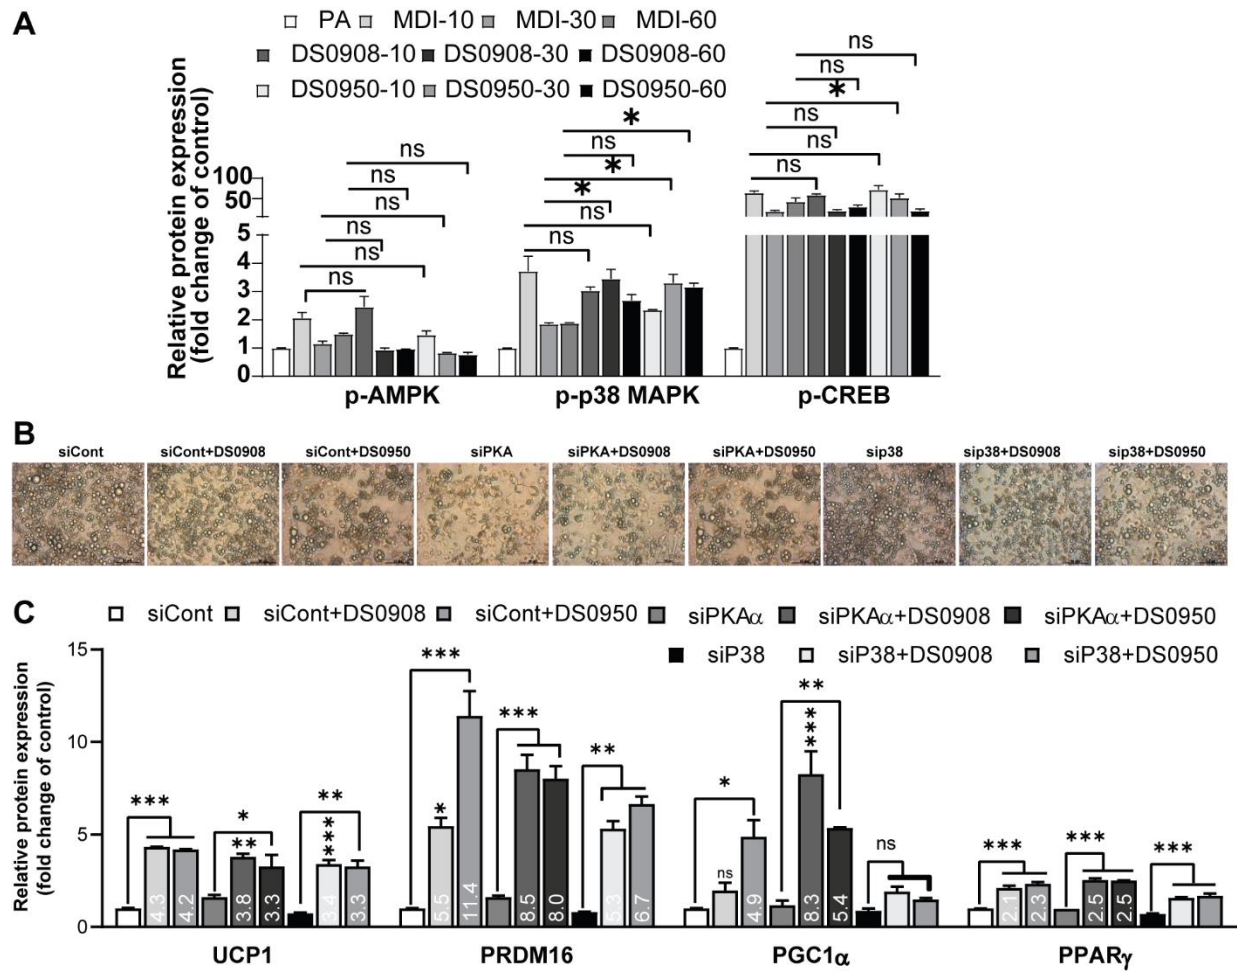 A
PA MDI-10 MDI-30 MDI-60
DS0908-10 DS0908-30 DS0908-60
DS0950-10 DS0950-30 DS0950-60
Relative protein expression
(fold change of control)
100
50
5
4
3
2
1
0
ns
ns
ns
ns
ns
ns
p-AMPK
*
ns
*
*
ns
ns
p-p38 MAPK
ns
ns
*
ns
ns
ns
p-CREB
B
siCont siCont+DS0908 siCont+DS0950 siPKA siPKA+DS0908 siPKA+DS0950 sip38 sip38+DS0908 sip38+DS0950
C
siCont siCont+DS0908 siCont+DS0950 siPKAα siPKAα+DS0908 siPKAα+DS0950
siP38 siP38+DS0908 siP38+DS0950
Relative protein expression
(fold change of control)
15
10
5
0
*** * ** ** ***
4.3 4.2 3.8 3.3 3.4 3.3
UCP1
*** * *** **
5.5 11.4 8.5 8.0 5.3 6.7
PRDM16
* ns ** *** ns
4.9 8.3 5.4
PGC1α
*** *** ***
2.1 2.3 2.5 2.5
PPARγ